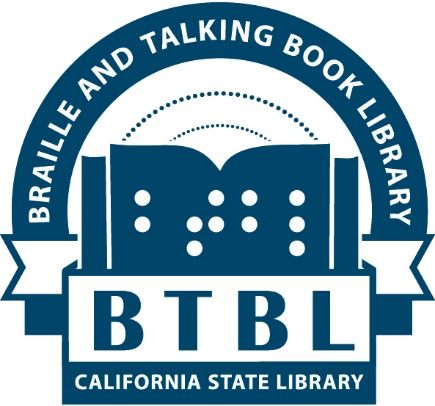 BRAILLE AND TALKING BOOK LIBRARY
⠃⠞⠃⠇
BTBL
CALIFORNIA STATE LIBRARY